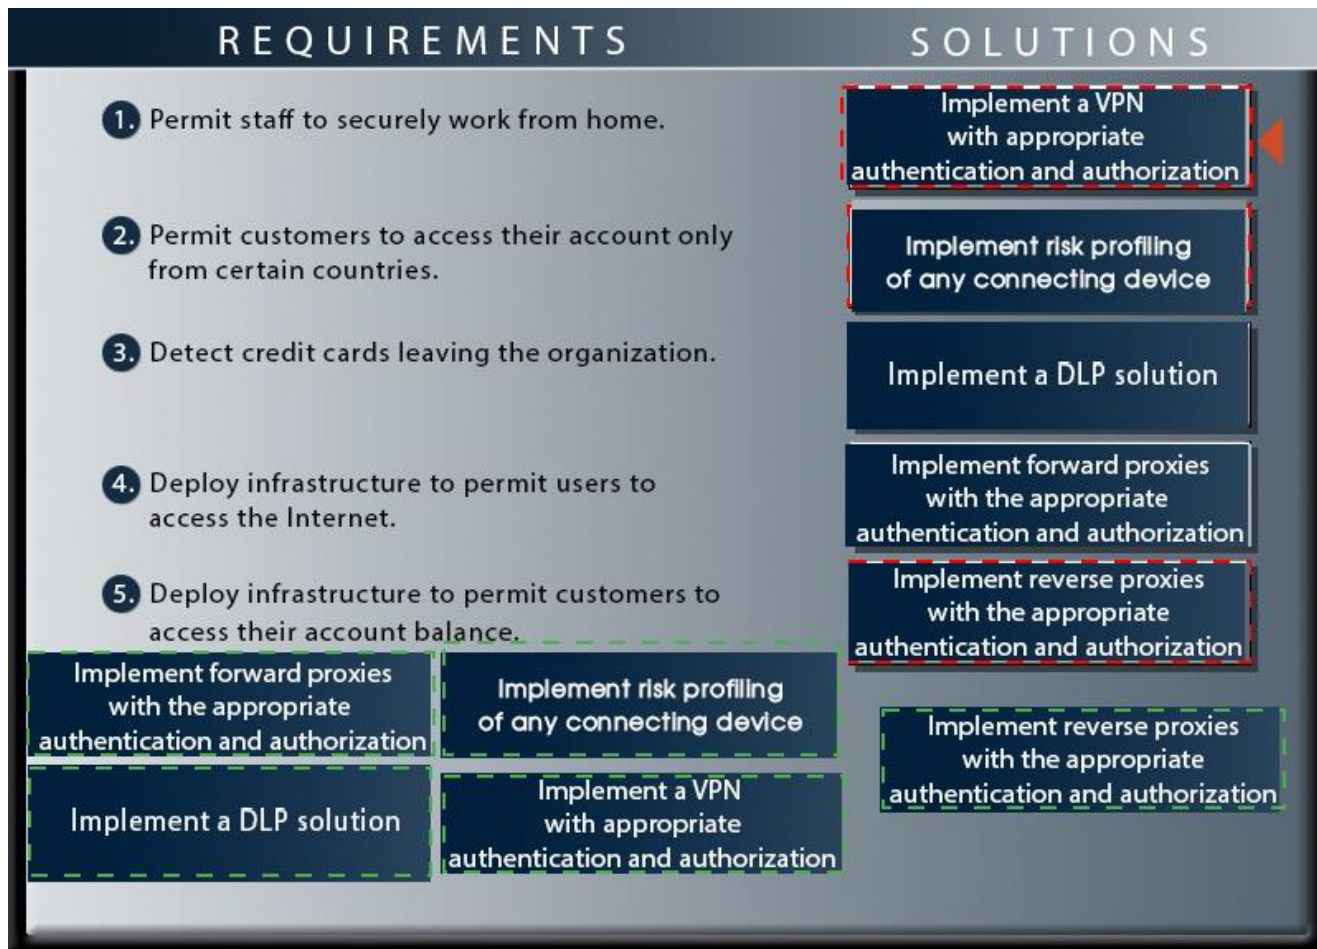 REQUIREMENTS
SOLUTIONS
1. Permit staff to securely work from home.
Implement a VPN
with appropriate
authentication and authorization
2. Permit customers to access their account only
from certain countries.
Implement risk profiling
of any connecting device
3. Detect credit cards leaving the organization.
Implement a DLP solution
4. Deploy infrastructure to permit users to
access the Internet.
Implement forward proxies
with the appropriate
authentication and authorization
5. Deploy infrastructure to permit customers to
access their account balance.
Implement reverse proxies
with the appropriate
authentication and authorization
Implement forward proxies
with the appropriate
authentication and authorization
Implement risk profiling
of any connecting device
Implement reverse proxies
with the appropriate
authentication and authorization
Implement a DLP solution
Implement a VPN
with appropriate
authentication and authorization